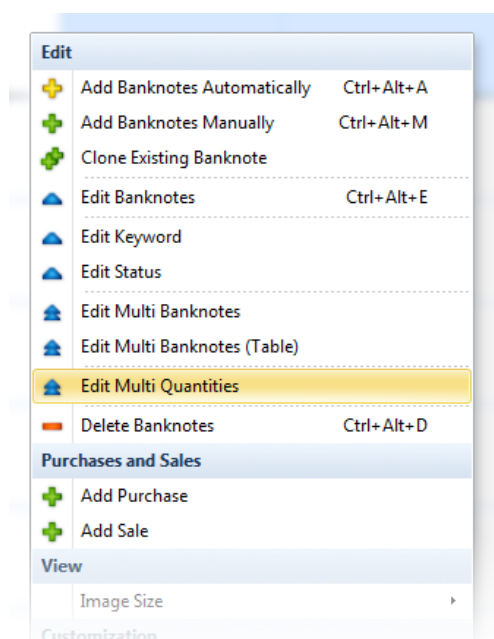 Edit
Add Banknotes Automatically Ctrl+Alt+A
Add Banknotes Manually Ctrl+Alt+M
Clone Existing Banknote
Edit Banknotes Ctrl+Alt+E
Edit Keyword
Edit Status
Edit Multi Banknotes
Edit Multi Banknotes (Table)
Edit Multi Quantities
Delete Banknotes Ctrl+Alt+D
Purchases and Sales
Add Purchase
Add Sale
View
Image Size
Customization